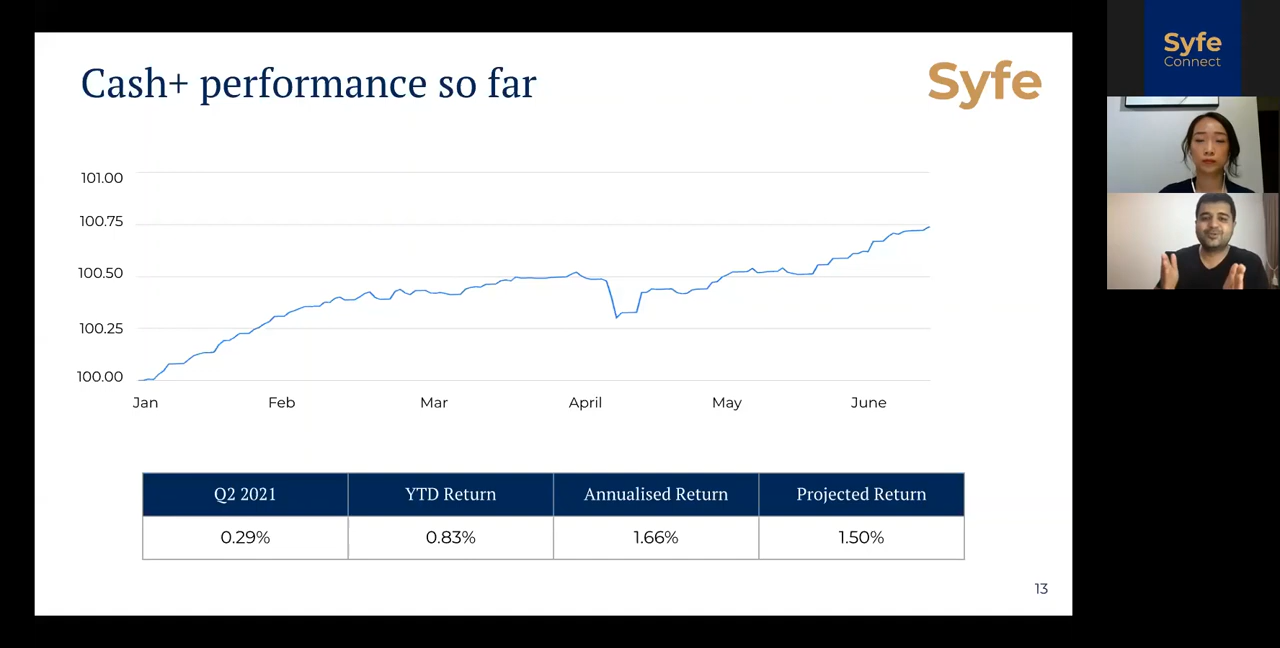 Cash+ performance so far
Syfe
101.00
100.75
100.50
100.25
100.00
Jan Feb Mar April May June
Q2 2021 YTD Return Annualised Return Projected Return
0.29% 0.83% 1.66% 1.50%
13
Syfe
Connect